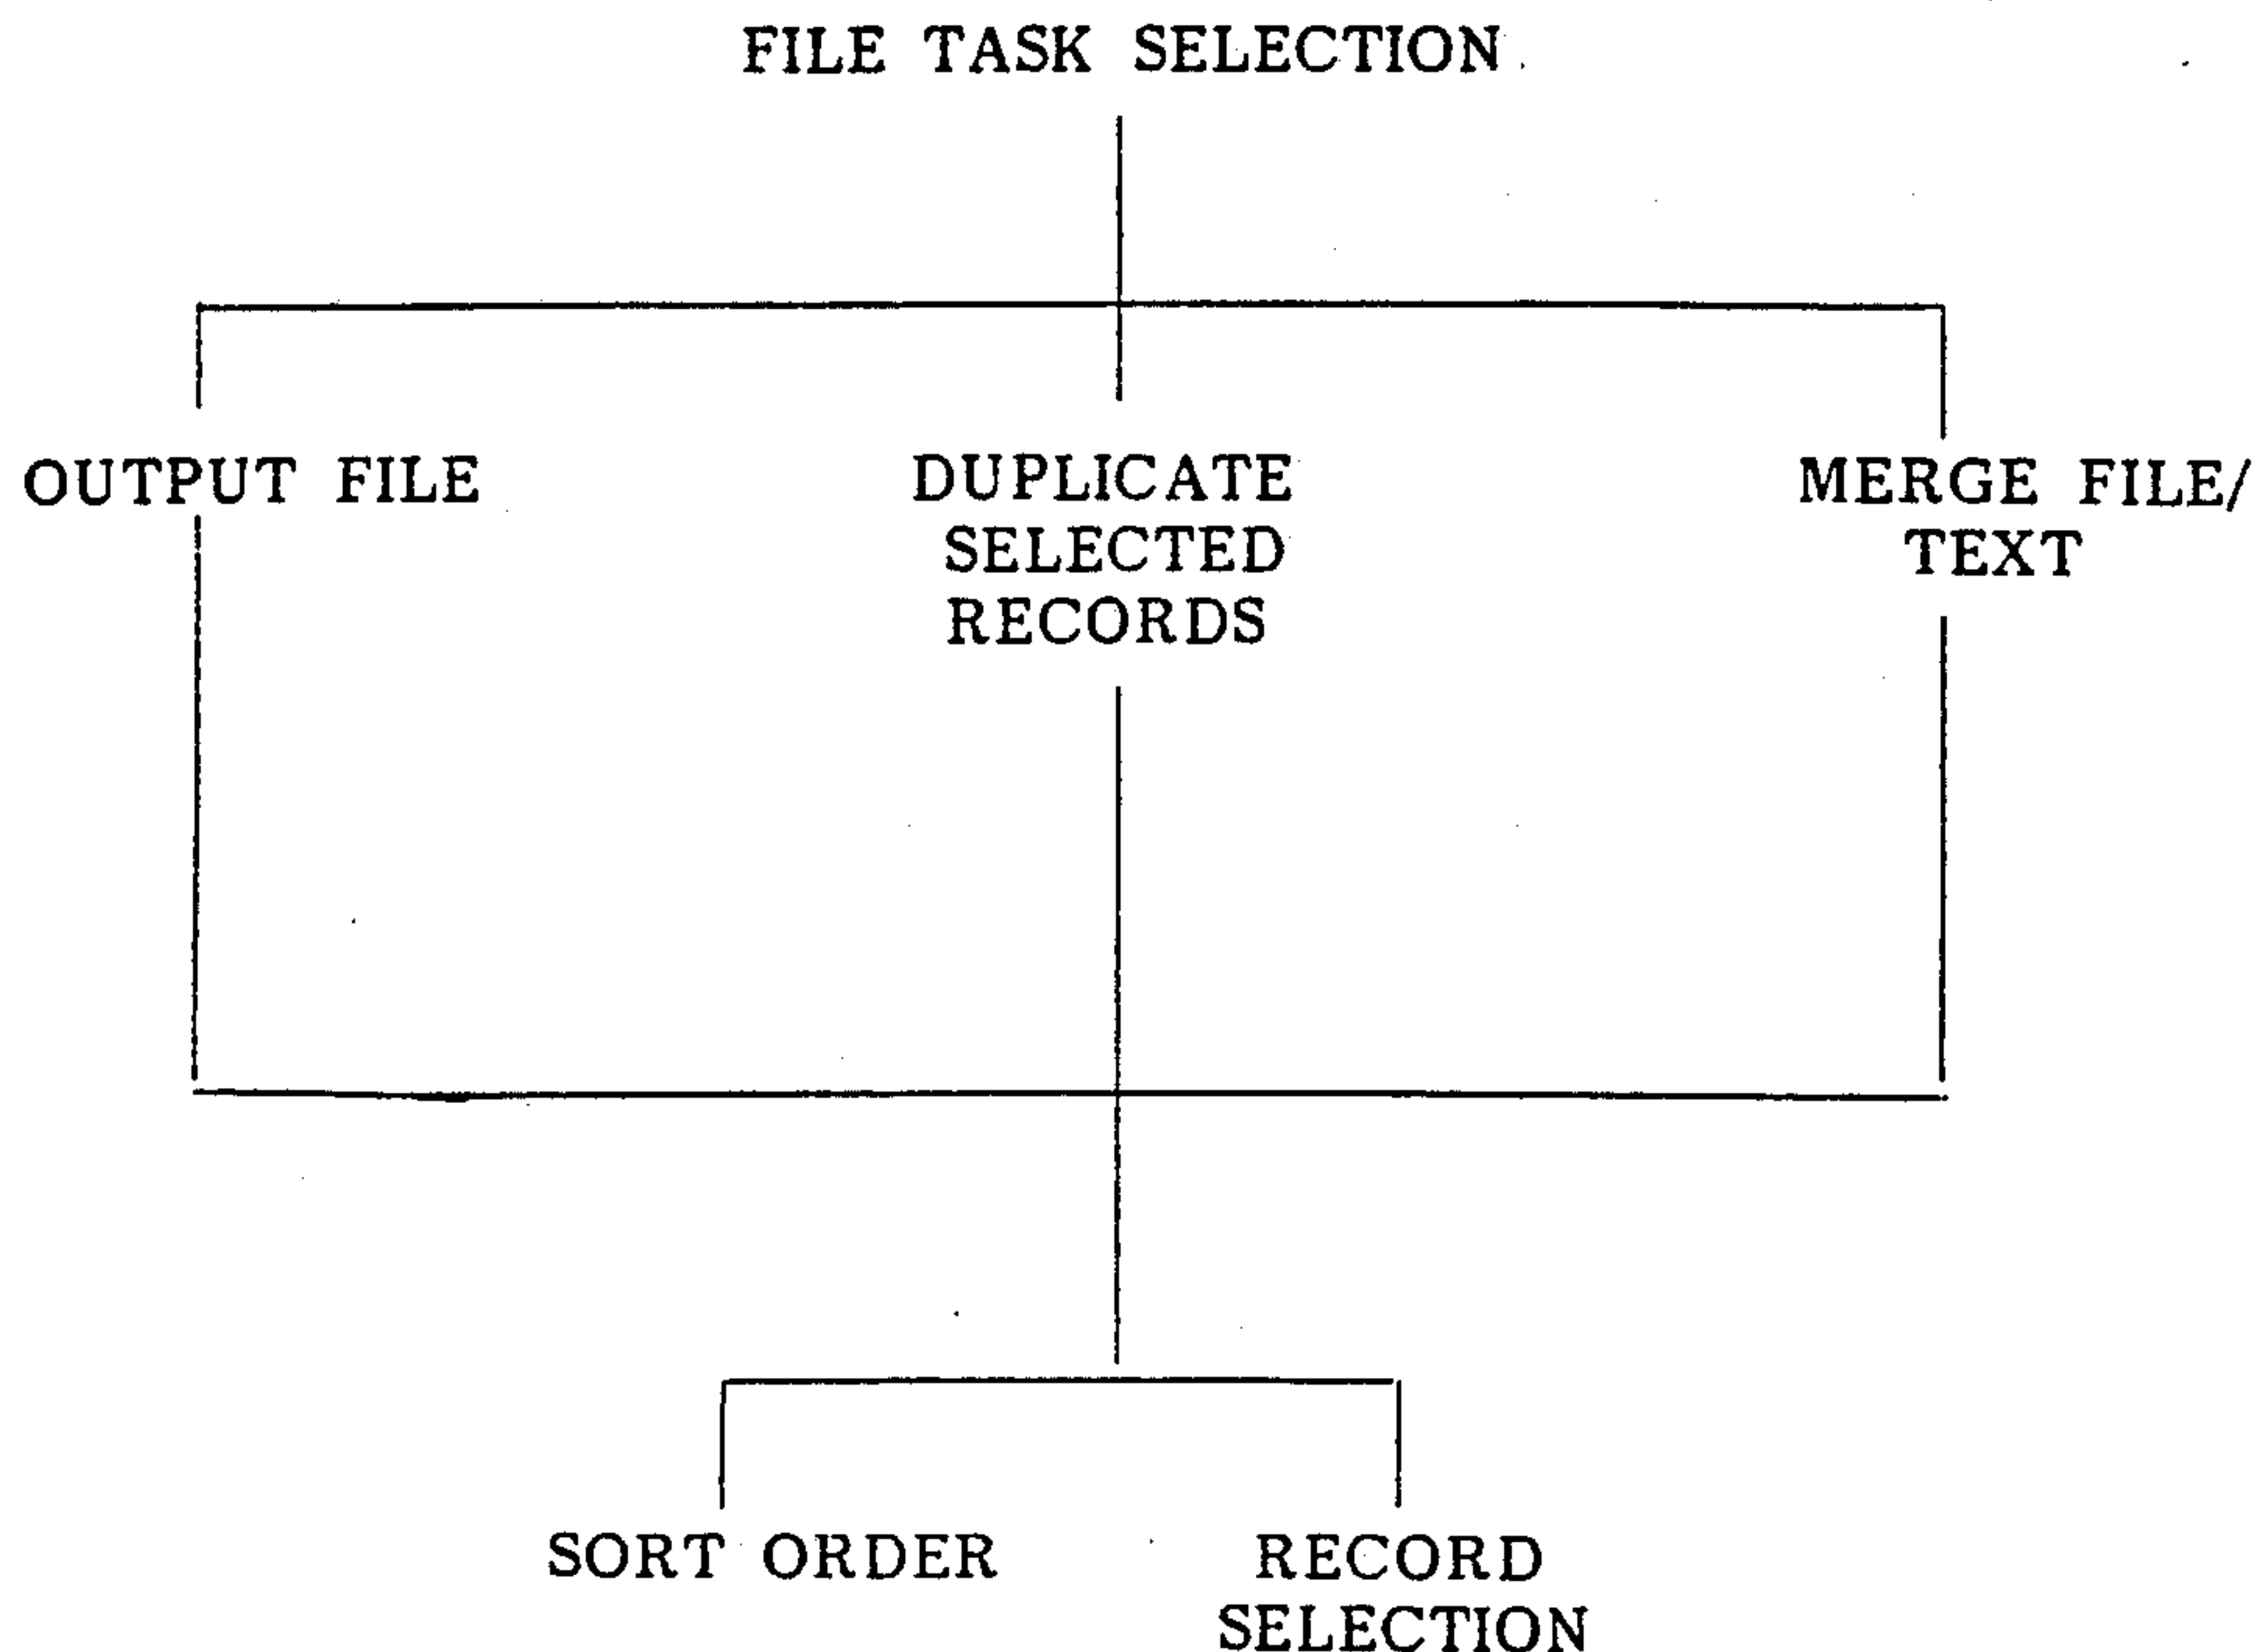 FILE TASK SELECTION
OUTPUT FILE
DUPLICATE
SELECTED
RECORDS
MERGE FILE/
TEXT
SORT ORDER
RECORD
SELECTION